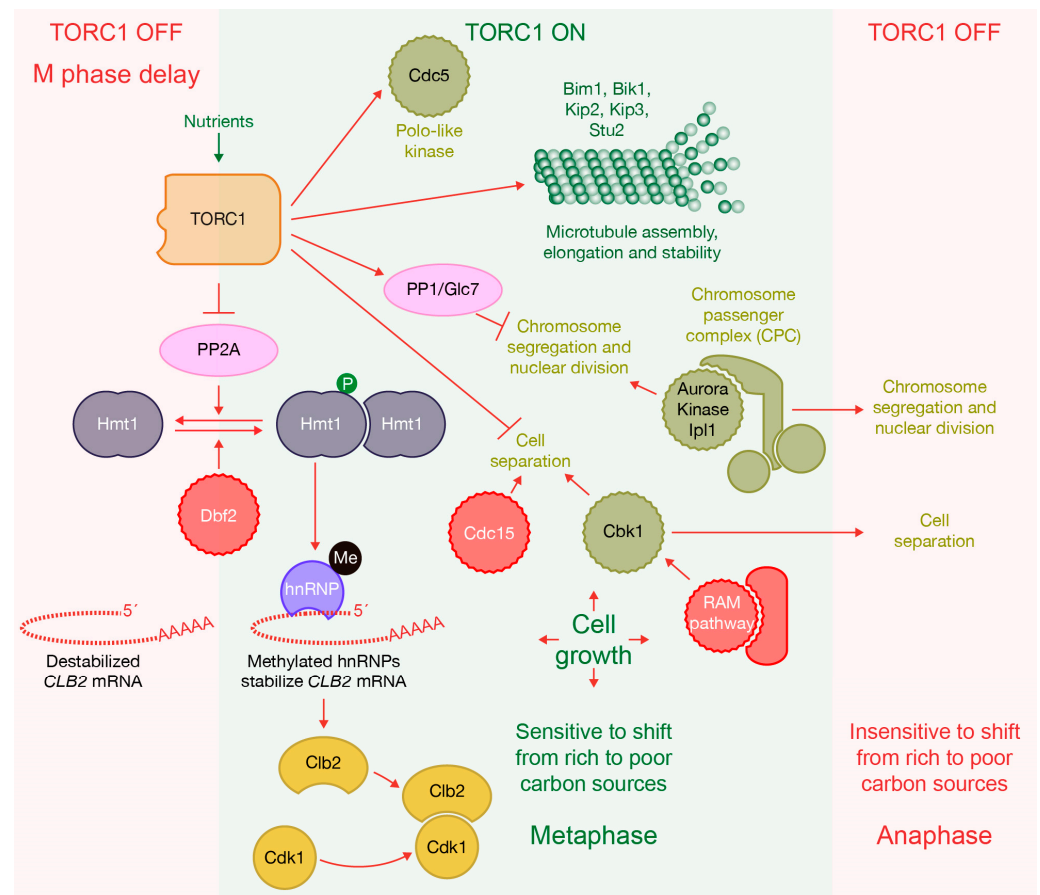 TORC1 OFF
M phase delay
TORC1 ON
TORC1 OFF
Nutrients
TORC1
Cdc5
Polo-like
kinase
Bim1, Bik1,
Kip2, Kip3,
Stu2
Microtubule assembly,
elongation and stability
PP1/Glc7
Chromosome
segregation and
nuclear division
Chromosome
passenger
complex (CPC)
Aurora
Kinase
Ipl1
Chromosome
segregation and
nuclear division
PP2A
Hmt1
P
Hmt1
Hmt1
Dbf2
Cell
separation
Cdc15
Cbk1
Cell
separation
RAM
pathway
Me
hnRNP
5´
AAAAA
5´
AAAAA
Destabilized
CLB2 mRNA
Methylated hnRNPs
stabilize CLB2 mRNA
Cell
growth
Clb2
Clb2
Cdk1
Cdk1
Sensitive to shift
from rich to poor
carbon sources
Metaphase
Insensitive to shift
from rich to poor
carbon sources
Anaphase